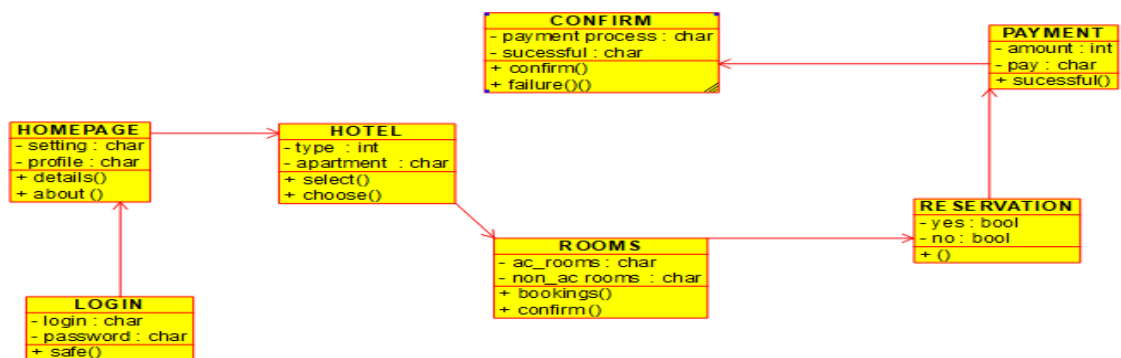 CONFIRM
- payment process : char
- sucessful : char
+ confirm()
+ failure()()
PAYMENT
- amount : int
- pay : char
+ sucessful()
HOMEPAGE
- setting : char
- profile : char
+ details()
+ about ()
HOTEL
- type : int
- apartment : char
+ select()
+ choose()
RESERVATION
- yes : bool
- no : bool
+ ()
ROOMS
- ac_rooms : char
- non_ac rooms : char
+ bookings()
+ confirm()
LOGIN
- login : char
- password : char
+ safe()